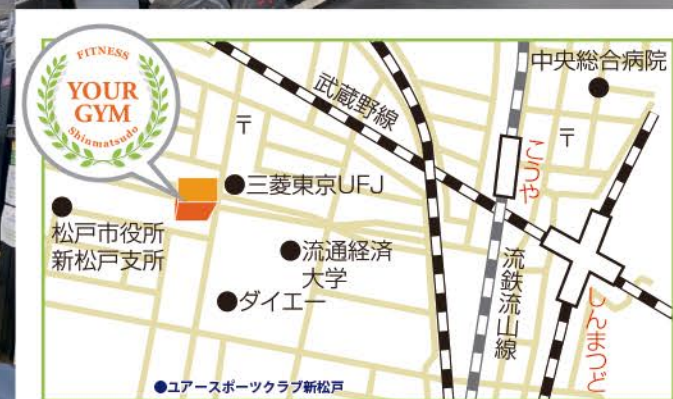 FITNESS
YOUR
GYM
Shinmatsudo
武蔵野線
中央総合病院
〒
〒
こうや
三菱東京UFJ
松戸市役所
新松戸支所
流通経済
大学
ダイエー
流鉄流山線
しんまつど
●ユアースポーツクラブ新松戸